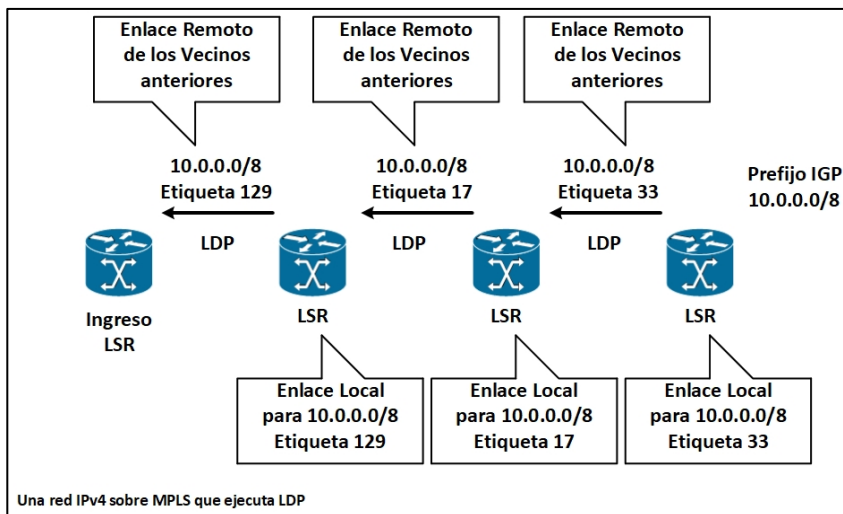 Enlace Remoto
de los Vecinos
anteriores
Enlace Remoto
de los Vecinos
anteriores
Enlace Remoto
de los Vecinos
anteriores
10.0.0.0/8
Etiqueta 129
LDP
10.0.0.0/8
Etiqueta 17
LDP
10.0.0.0/8
Etiqueta 33
LDP
Prefijo IGP
10.0.0.0/8
Ingreso
LSR
LSR
LSR
LSR
Enlace Local
para 10.0.0.0/8
Etiqueta 129
Enlace Local
para 10.0.0.0/8
Etiqueta 17
Enlace Local
para 10.0.0.0/8
Etiqueta 33
Una red IPv4 sobre MPLS que ejecuta LDP